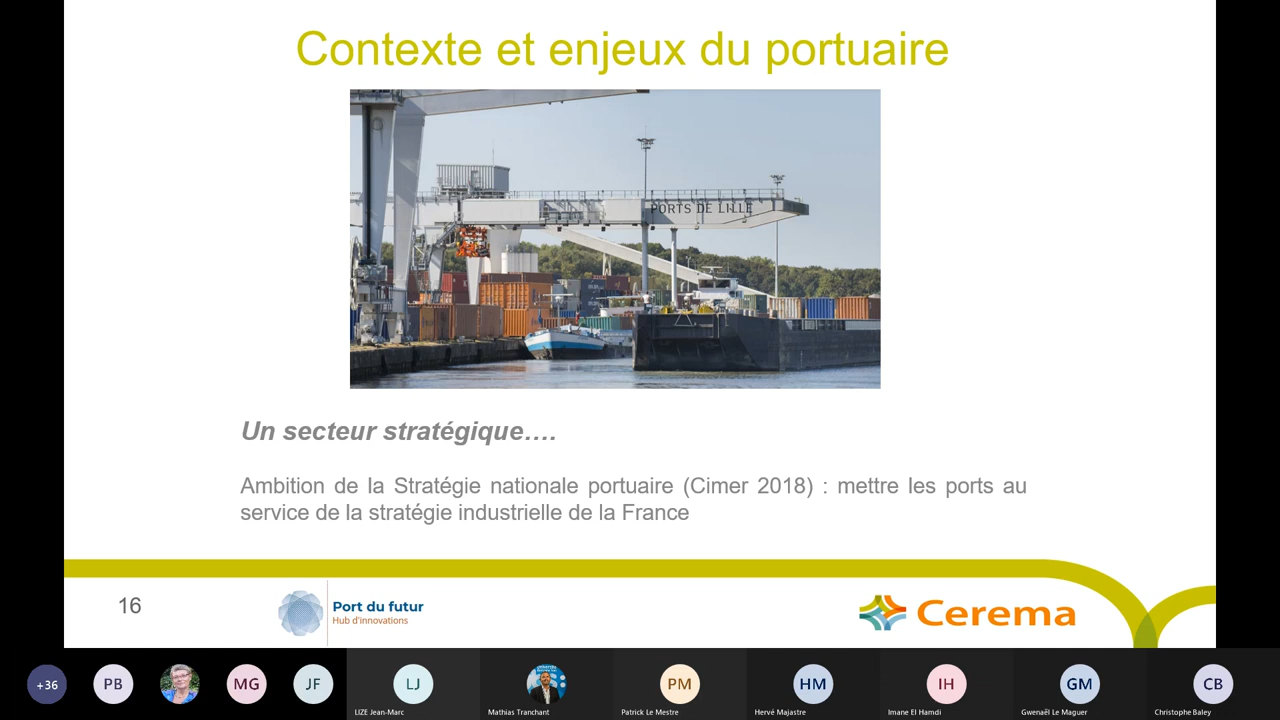 Contexte et enjeux du portuaire
PORTS DE LILLE
Un secteur stratégique….
Ambition de la Stratégie nationale portuaire (Cimer 2018) : mettre les ports au
service de la stratégie industrielle de la France
16
Port du futur
Hub d'innovations
Cerema
+36
PB
MG
JF
LJ
PM
HM
IH
GM
CB
LIZE Jean-Marc
Mathias Tranchant
Patrick Le Mestre
Hervé Majastre
Imane El Hamdi
Gwenaël Le Maguer
Christophe Baley